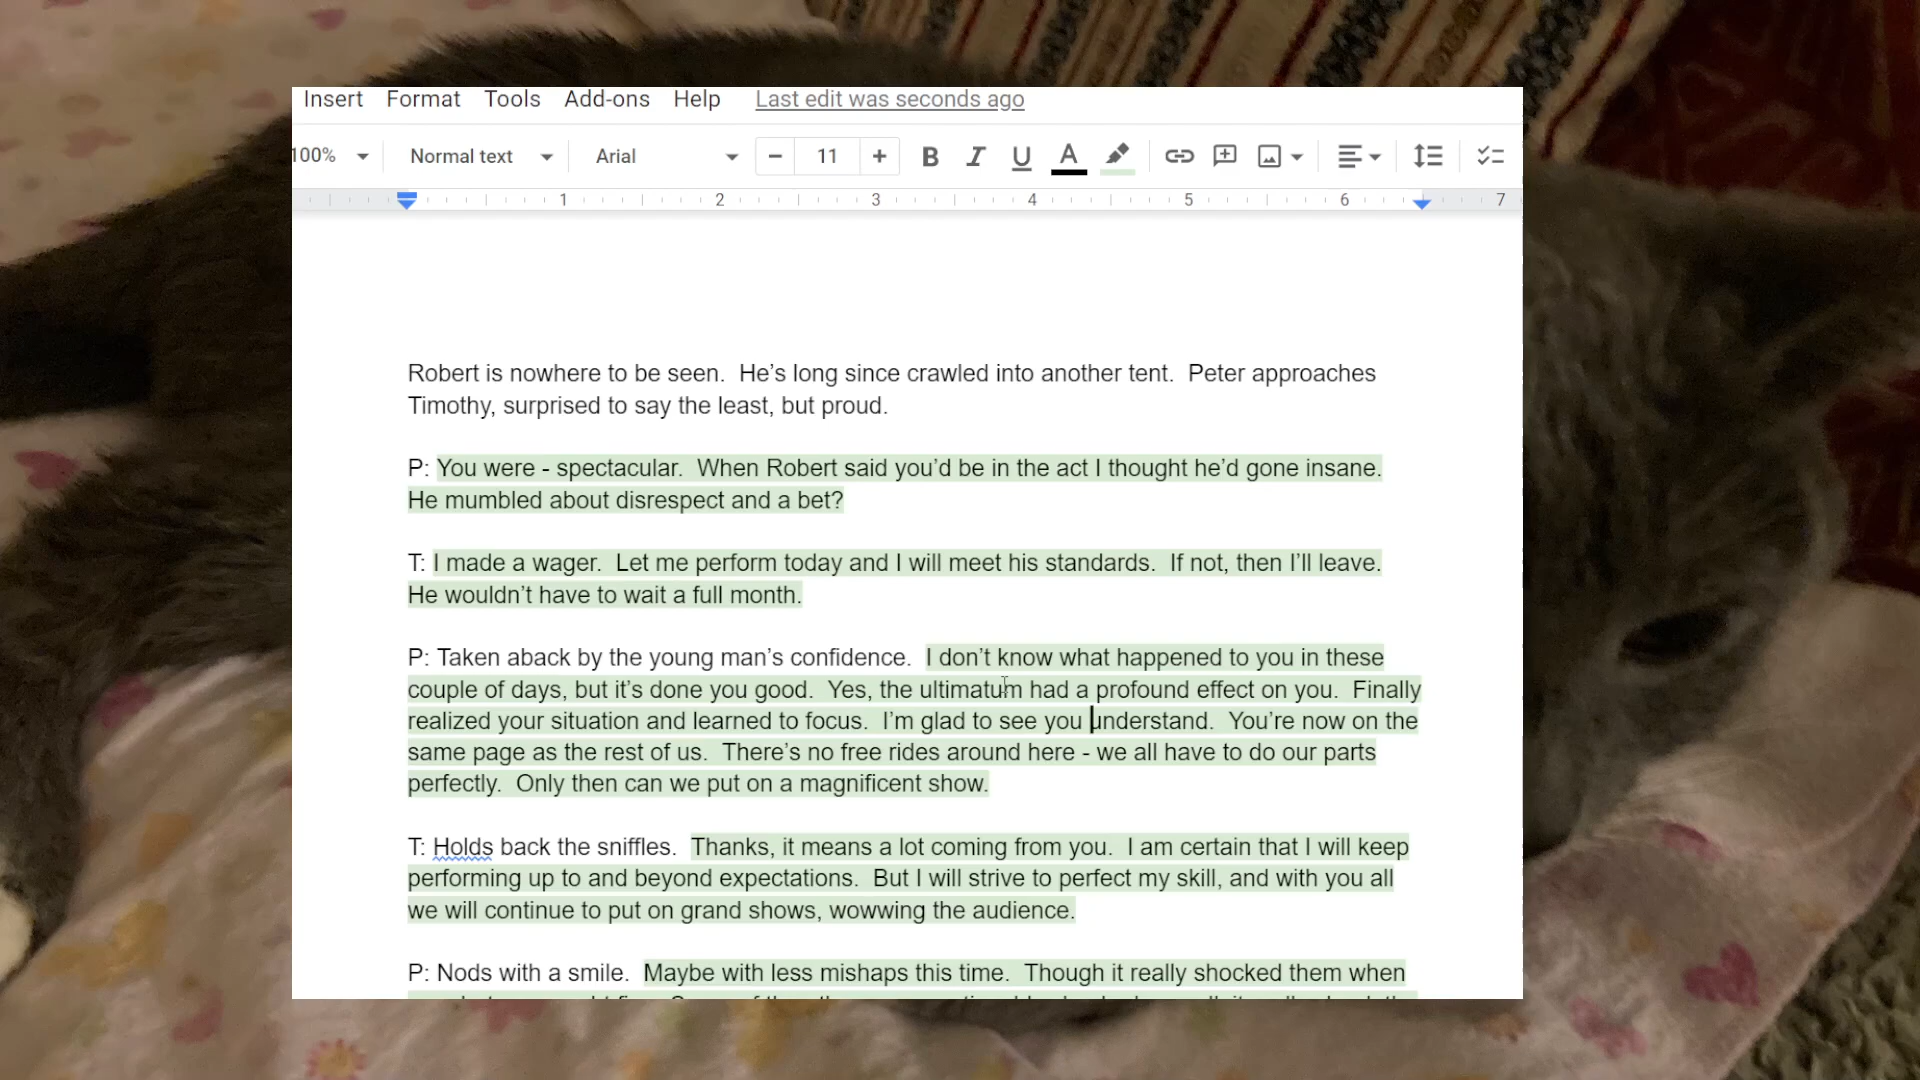 Insert Format Tools Add-ons Help Last edit was seconds ago
100% Normal text Arial − 11 + B I U A
1 2 3 4 5 6 7
Robert is nowhere to be seen.  He’s long since crawled into another tent.  Peter approaches
Timothy, surprised to say the least, but proud.
P: You were - spectacular.  When Robert said you’d be in the act I thought he’d gone insane.
He mumbled about disrespect and a bet?
T: I made a wager.  Let me perform today and I will meet his standards.  If not, then I’ll leave.
He wouldn’t have to wait a full month.
P: Taken aback by the young man’s confidence.  I don’t know what happened to you in these
couple of days, but it’s done you good.  Yes, the ultimatum had a profound effect on you.  Finally
realized your situation and learned to focus.  I’m glad to see you understand.  You’re now on the
same page as the rest of us.  There’s no free rides around here - we all have to do our parts
perfectly.  Only then can we put on a magnificent show.
T: Holds back the sniffles.  Thanks, it means a lot coming from you.  I am certain that I will keep
performing up to and beyond expectations.  But I will strive to perfect my skill, and with you all
we will continue to put on grand shows, wowwing the audience.
P: Nods with a smile.  Maybe with less mishaps this time.  Though it really shocked them when